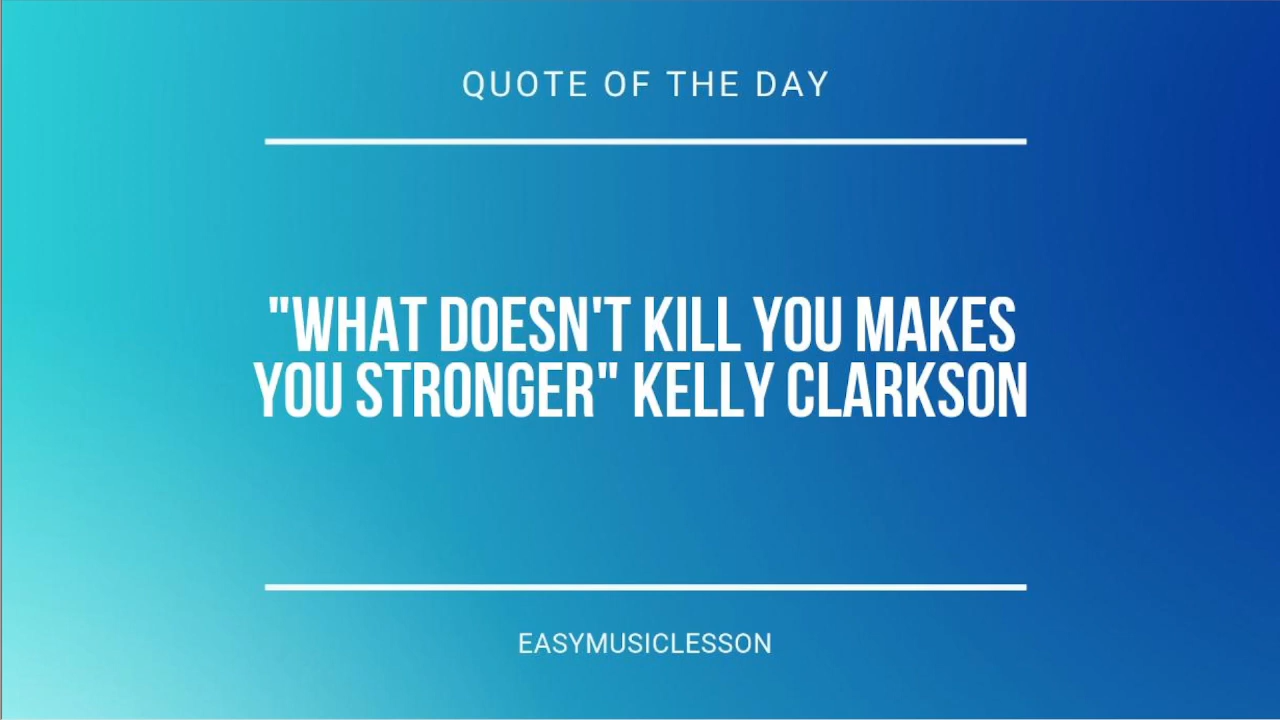 QUOTE OF THE DAY
"WHAT DOESN'T KILL YOU MAKES
YOU STRONGER" KELLY CLARKSON
EASYMUSICLESSON